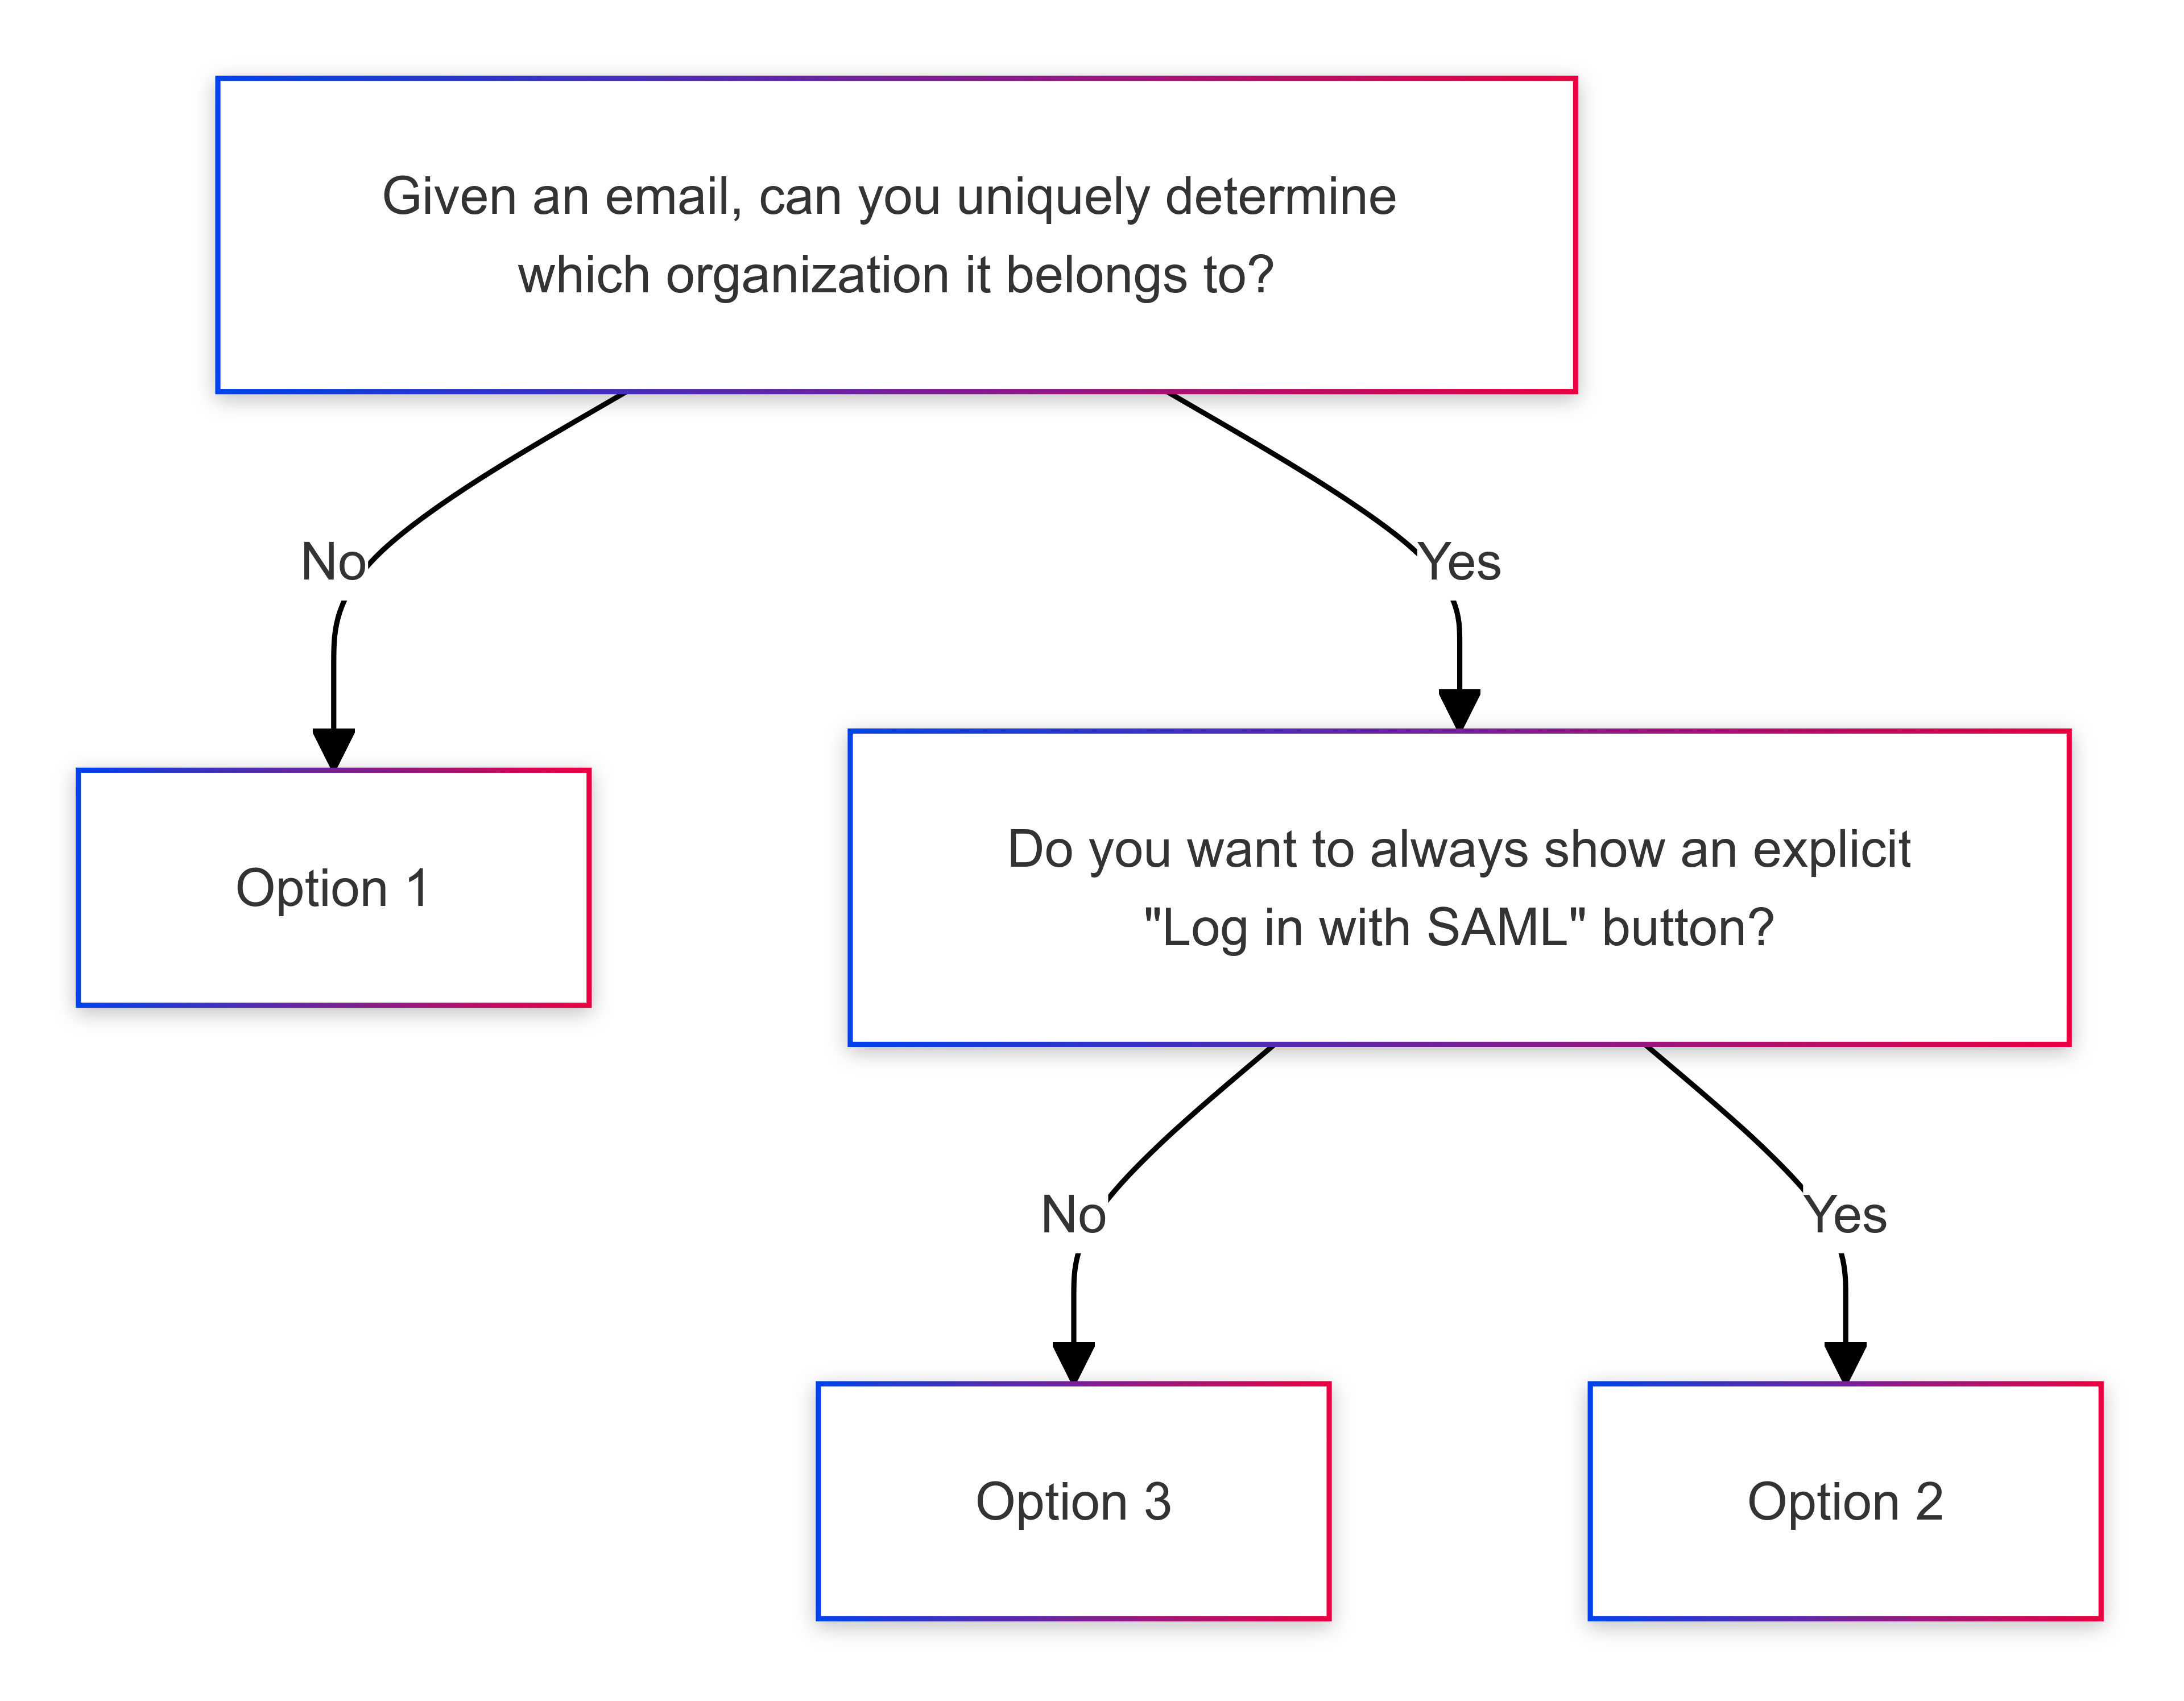 Given an email, can you uniquely determine
which organization it belongs to?
No
Yes
Option 1
Do you want to always show an explicit
"Log in with SAML" button?
No
Yes
Option 3
Option 2